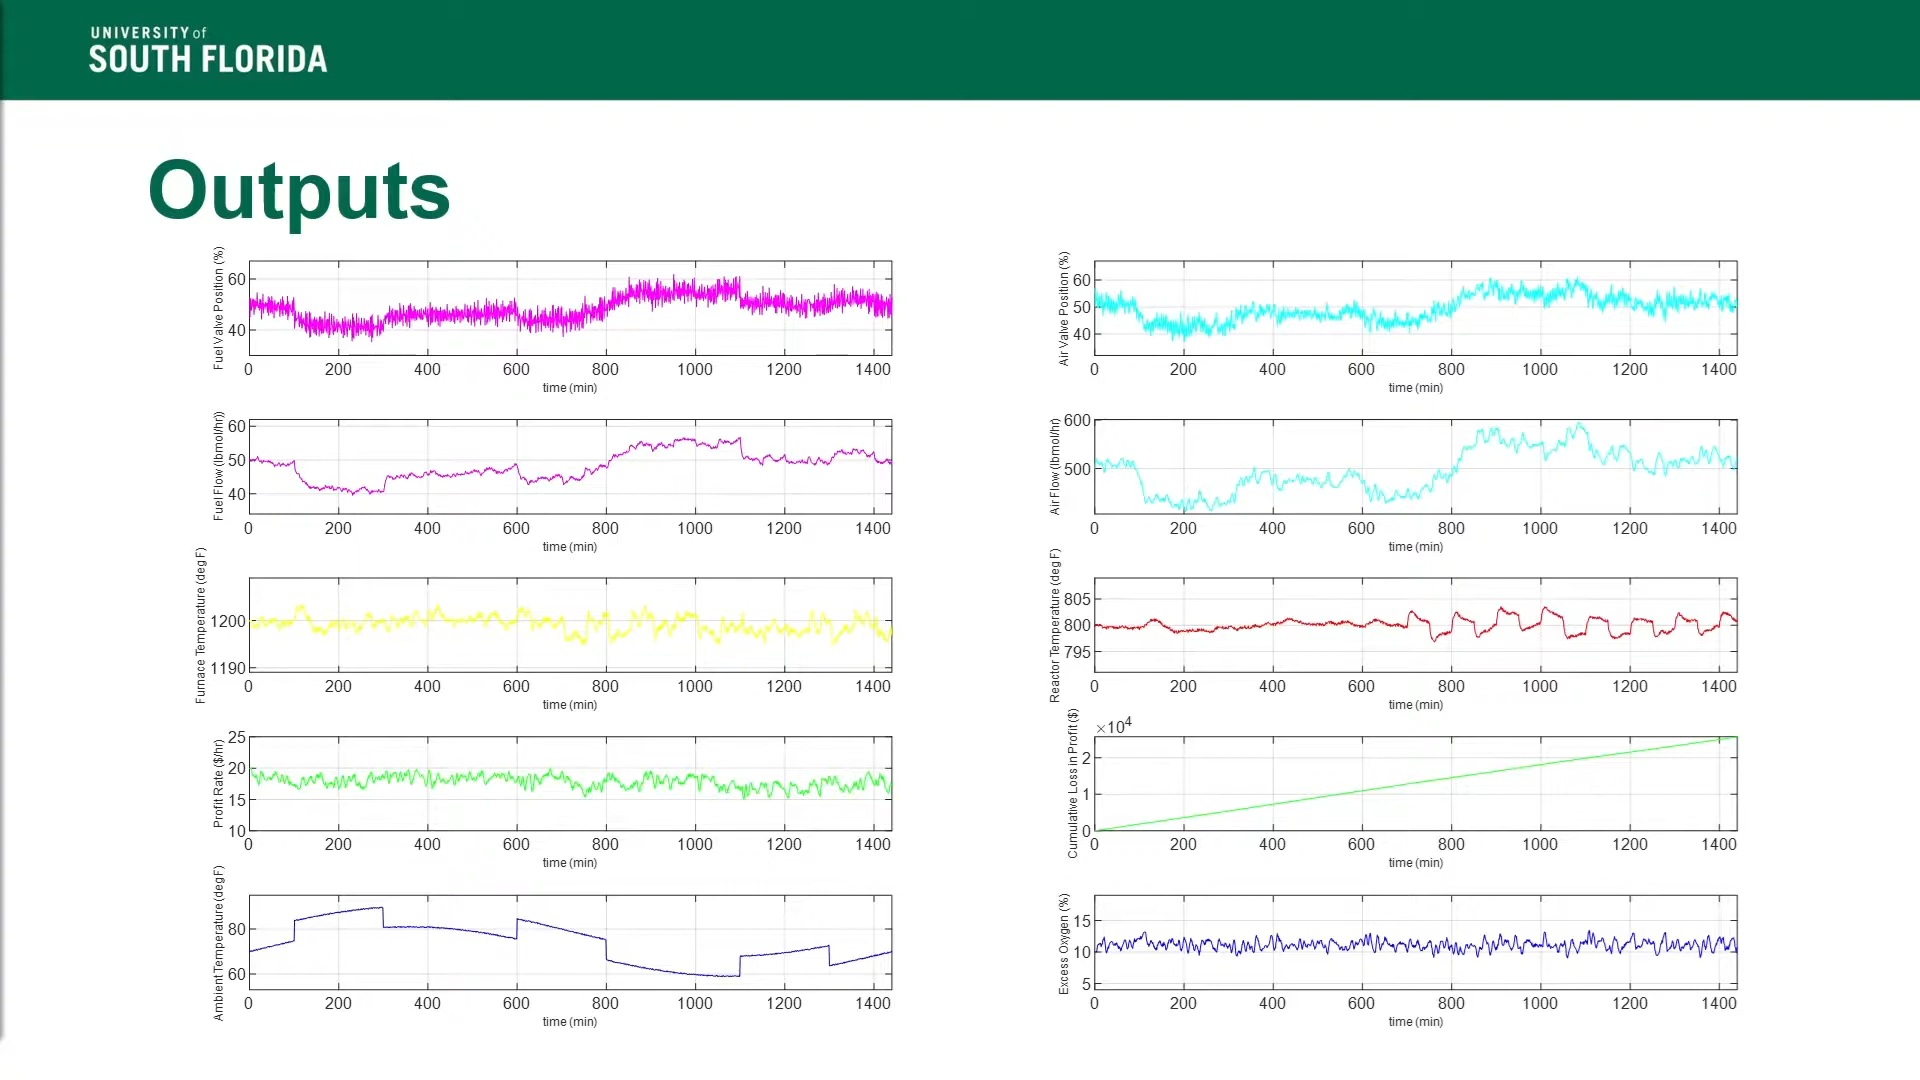 UNIVERSITY of
SOUTH FLORIDA
Outputs
Fuel Valve Position (%)
60
40
0 200 400 600 800 1000 1200 1400
time (min)
Air Valve Position (%)
60
50
40
0 200 400 600 800 1000 1200 1400
time (min)
Fuel Flow (lbmol/hr))
60
50
40
0 200 400 600 800 1000 1200 1400
time (min)
Air Flow (lbmol/hr)
600
500
0 200 400 600 800 1000 1200 1400
time (min)
Furnace Temperature (deg F)
1200
1190
0 200 400 600 800 1000 1200 1400
time (min)
Reactor Temperature (deg F)
805
800
795
0 200 400 600 800 1000 1200 1400
time (min)
Profit Rate ($/hr)
25
20
15
10
0 200 400 600 800 1000 1200 1400
time (min)
Cumulative Loss in Profit ($)
×10⁴
2
1
0
0 200 400 600 800 1000 1200 1400
time (min)
Ambient Temperature (deg F)
80
60
0 200 400 600 800 1000 1200 1400
time (min)
Excess Oxygen (%)
15
10
5
0 200 400 600 800 1000 1200 1400
time (min)